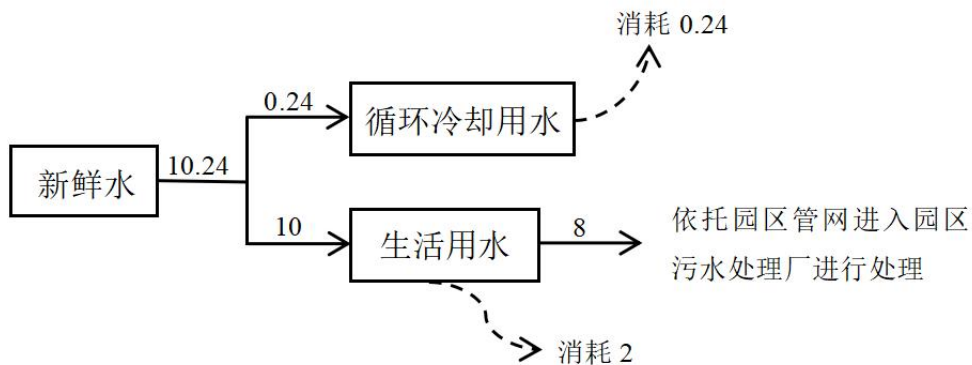 消耗 0.24
0.24
循环冷却用水
新鲜水
10.24
10
生活用水
8
依托园区管网进入园区
污水处理厂进行处理
消耗 2